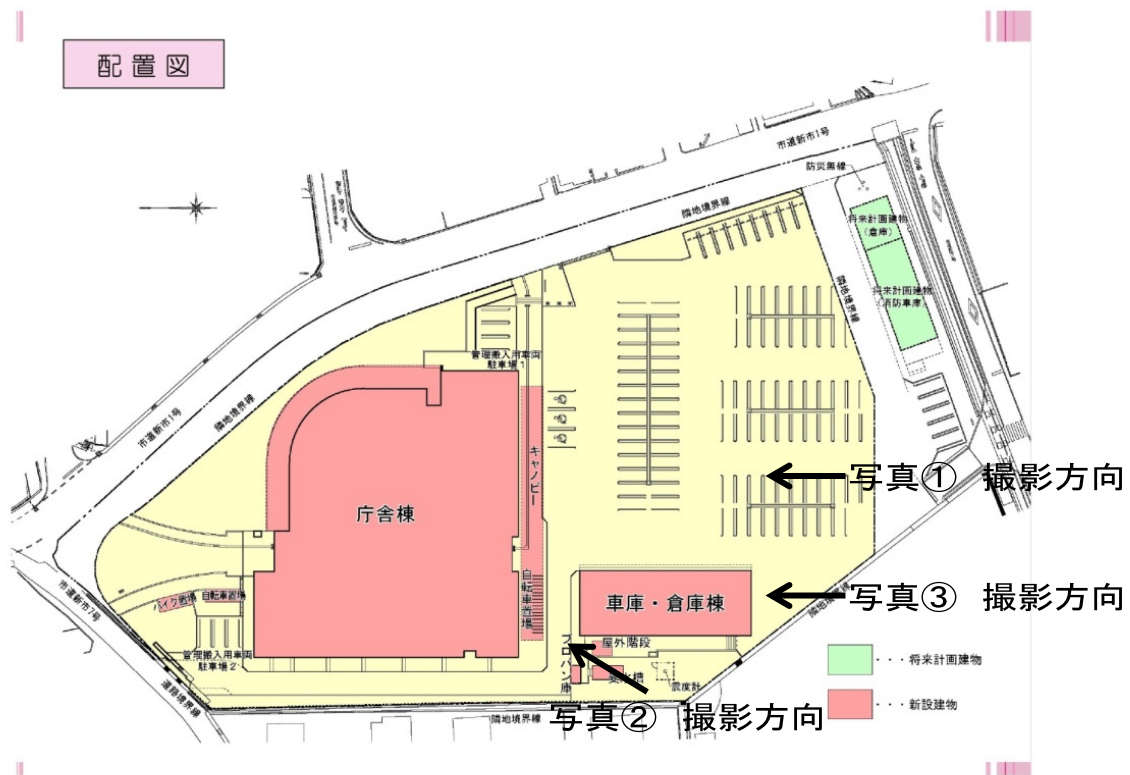 配置図
市道新市1号
防災無線
将来計画建物
(倉庫)
隣地境界線
将来計画建物
(消防車庫)
隣地境界線
管理搬入用車両
駐車場1
市道新市1号
隣地境界線
キャノピー
庁舎棟
写真① 撮影方向
自転車置場
車庫・倉庫棟
写真③ 撮影方向
バイク置場
自転車置場
市道新市7号
隣地境界線
屋外階段
プロパン庫
管理搬入用車両
駐車場2
震度計
道路境界線
隣地境界線
写真② 撮影方向
・・・将来計画建物
・・・新設建物